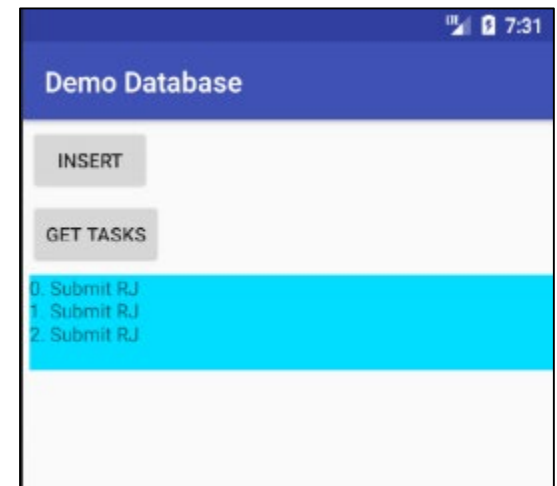 7:31
Demo Database
INSERT
GET TASKS
0. Submit RJ
1. Submit RJ
2. Submit RJ